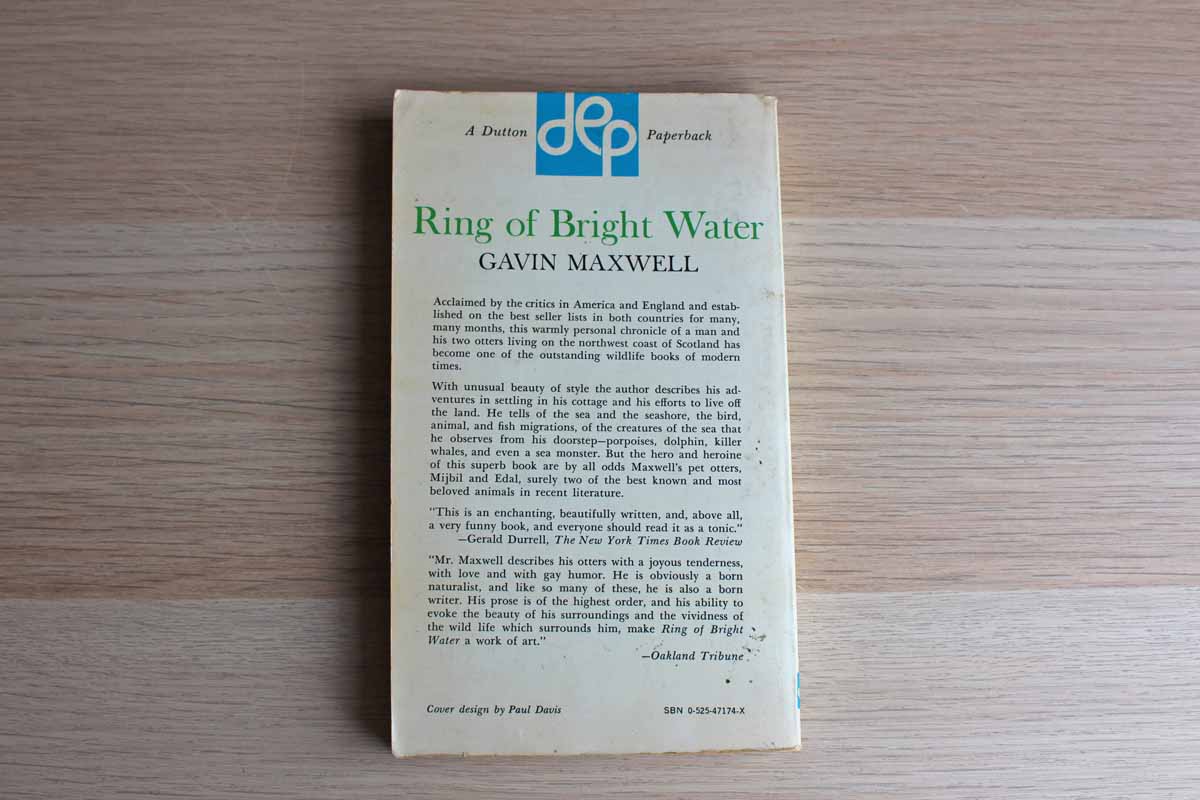 A Dutton dep Paperback
Ring of Bright Water
GAVIN MAXWELL
Acclaimed by the critics in America and England and estab-
lished on the best seller lists in both countries for many,
many months, this warmly personal chronicle of a man and
his two otters living on the northwest coast of Scotland has
become one of the outstanding wildlife books of modern
times.
With unusual beauty of style the author describes his ad-
ventures in settling in his cottage and his efforts to live off
the land. He tells of the sea and the seashore, the bird,
animal, and fish migrations, of the creatures of the sea that
he observes from his doorstep—porpoises, dolphin, killer
whales, and even a sea monster. But the hero and heroine
of this superb book are by all odds Maxwell's pet otters,
Mijbil and Edal, surely two of the best known and most
beloved animals in recent literature.
"This is an enchanting, beautifully written, and, above all,
a very funny book, and everyone should read it as a tonic."
—Gerald Durrell, The New York Times Book Review
"Mr. Maxwell describes his otters with a joyous tenderness,
with love and with gay humor. He is obviously a born
naturalist, and like so many of these, he is also a born
writer. His prose is of the highest order, and his ability to
evoke the beauty of his surroundings and the vividness of
the wild life which surrounds him, make Ring of Bright
Water a work of art."
—Oakland Tribune
Cover design by Paul Davis SBN 0-525-47174-X